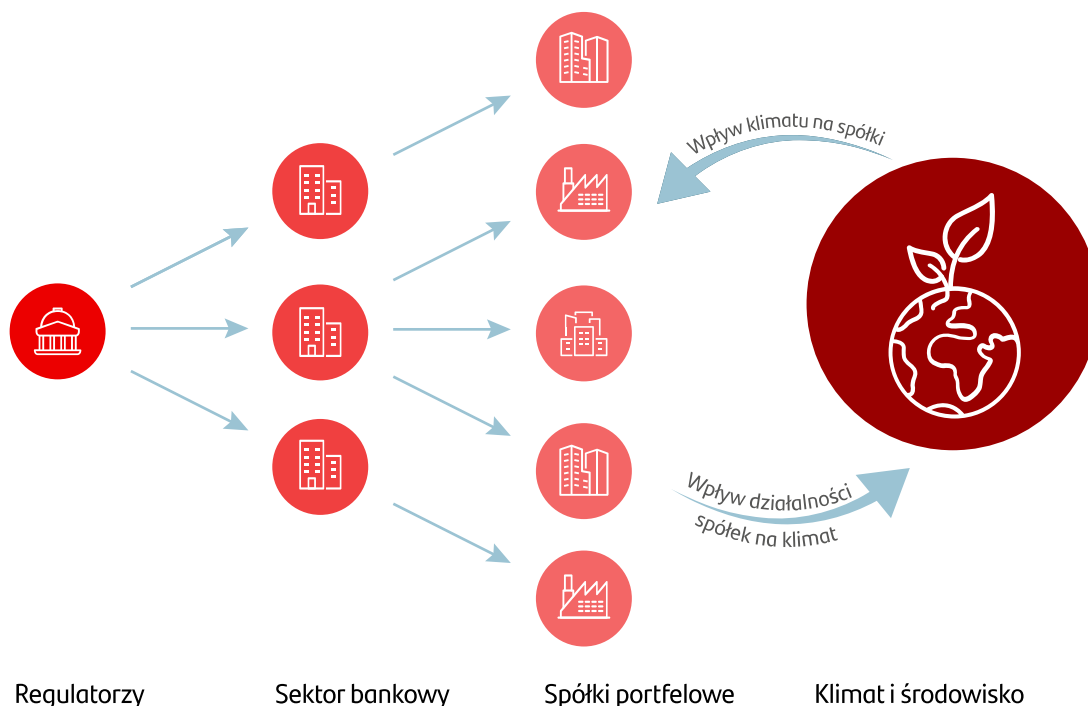 Wpływ klimatu na spółki
Wpływ działalności
spółek na klimat
Regulatorzy
Sektor bankowy
Spółki portfelowe
Klimat i środowisko